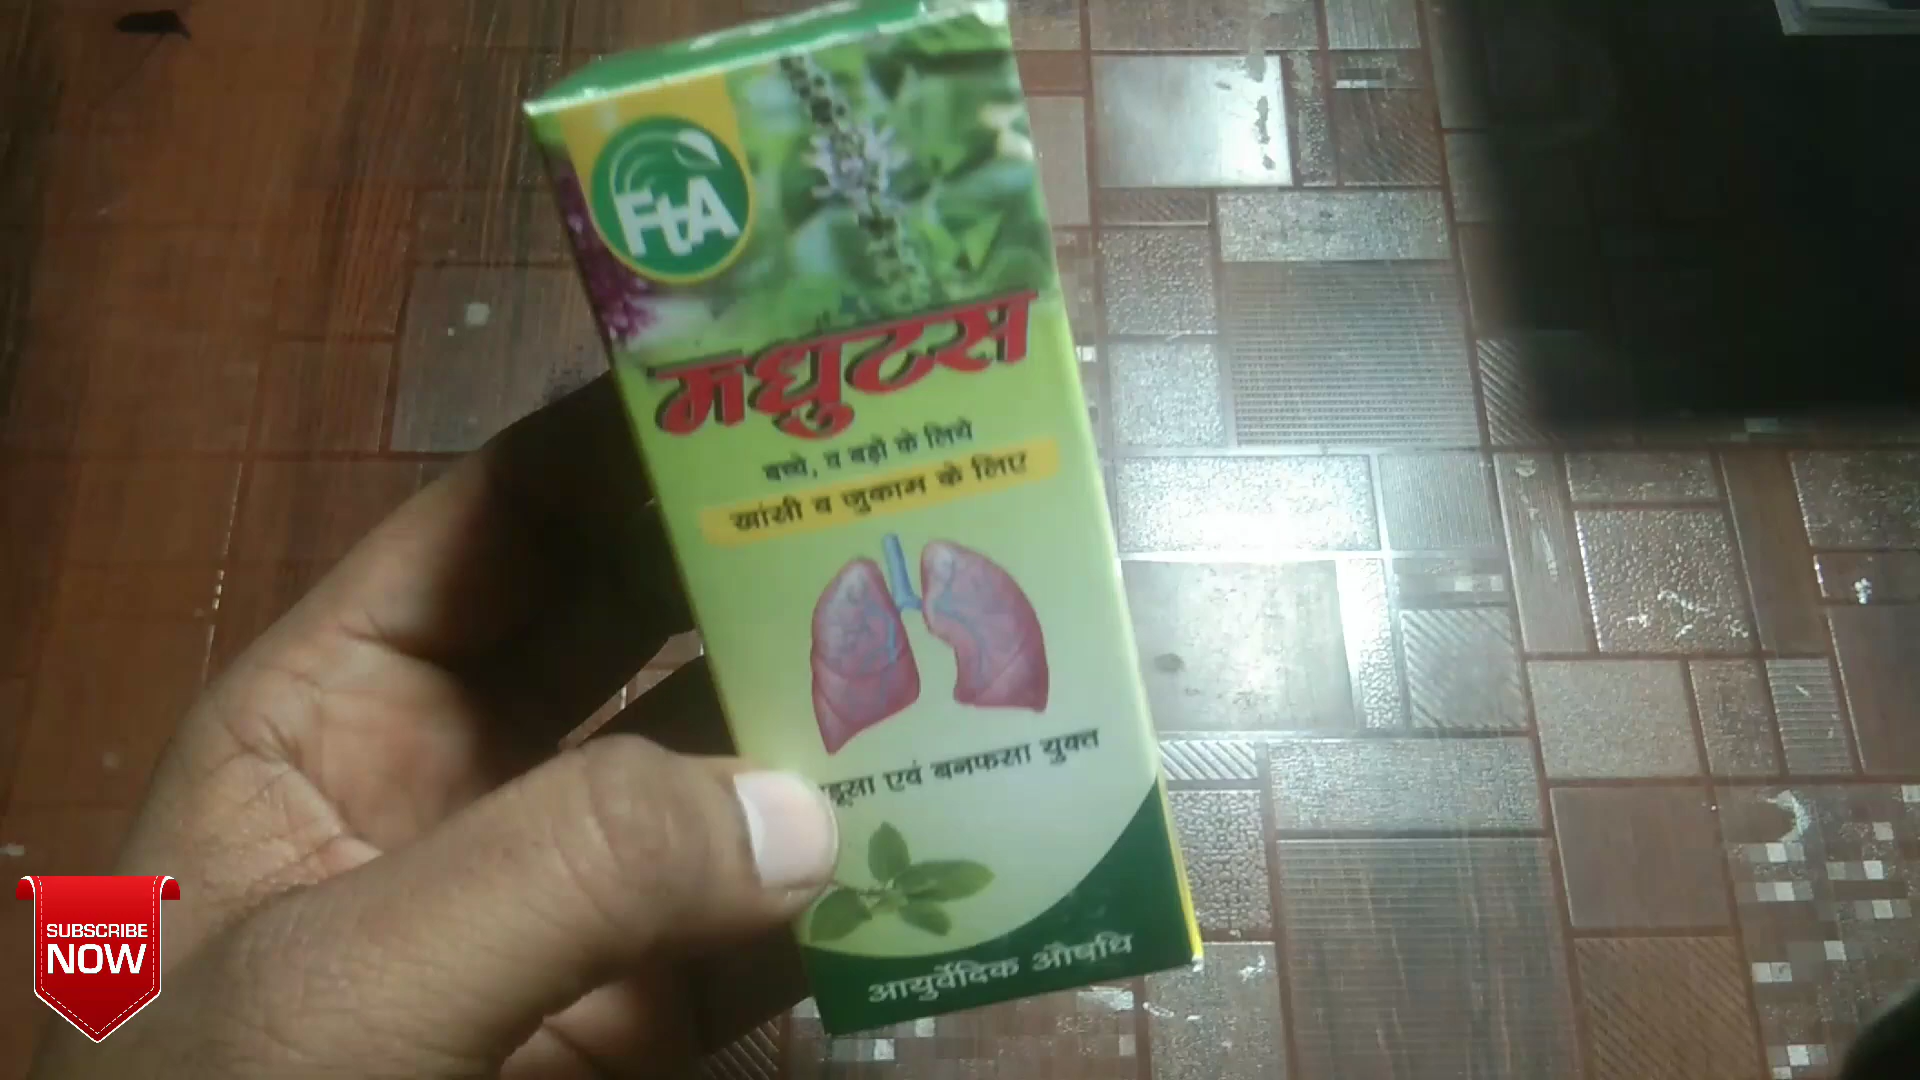 FtA
मधुटस
बच्चे, व बड़ों के लिये
खांसी व जुकाम के लिए
एवं बनफसा युक्त
आयुर्वेदिक औषधि
SUBSCRIBE
NOW